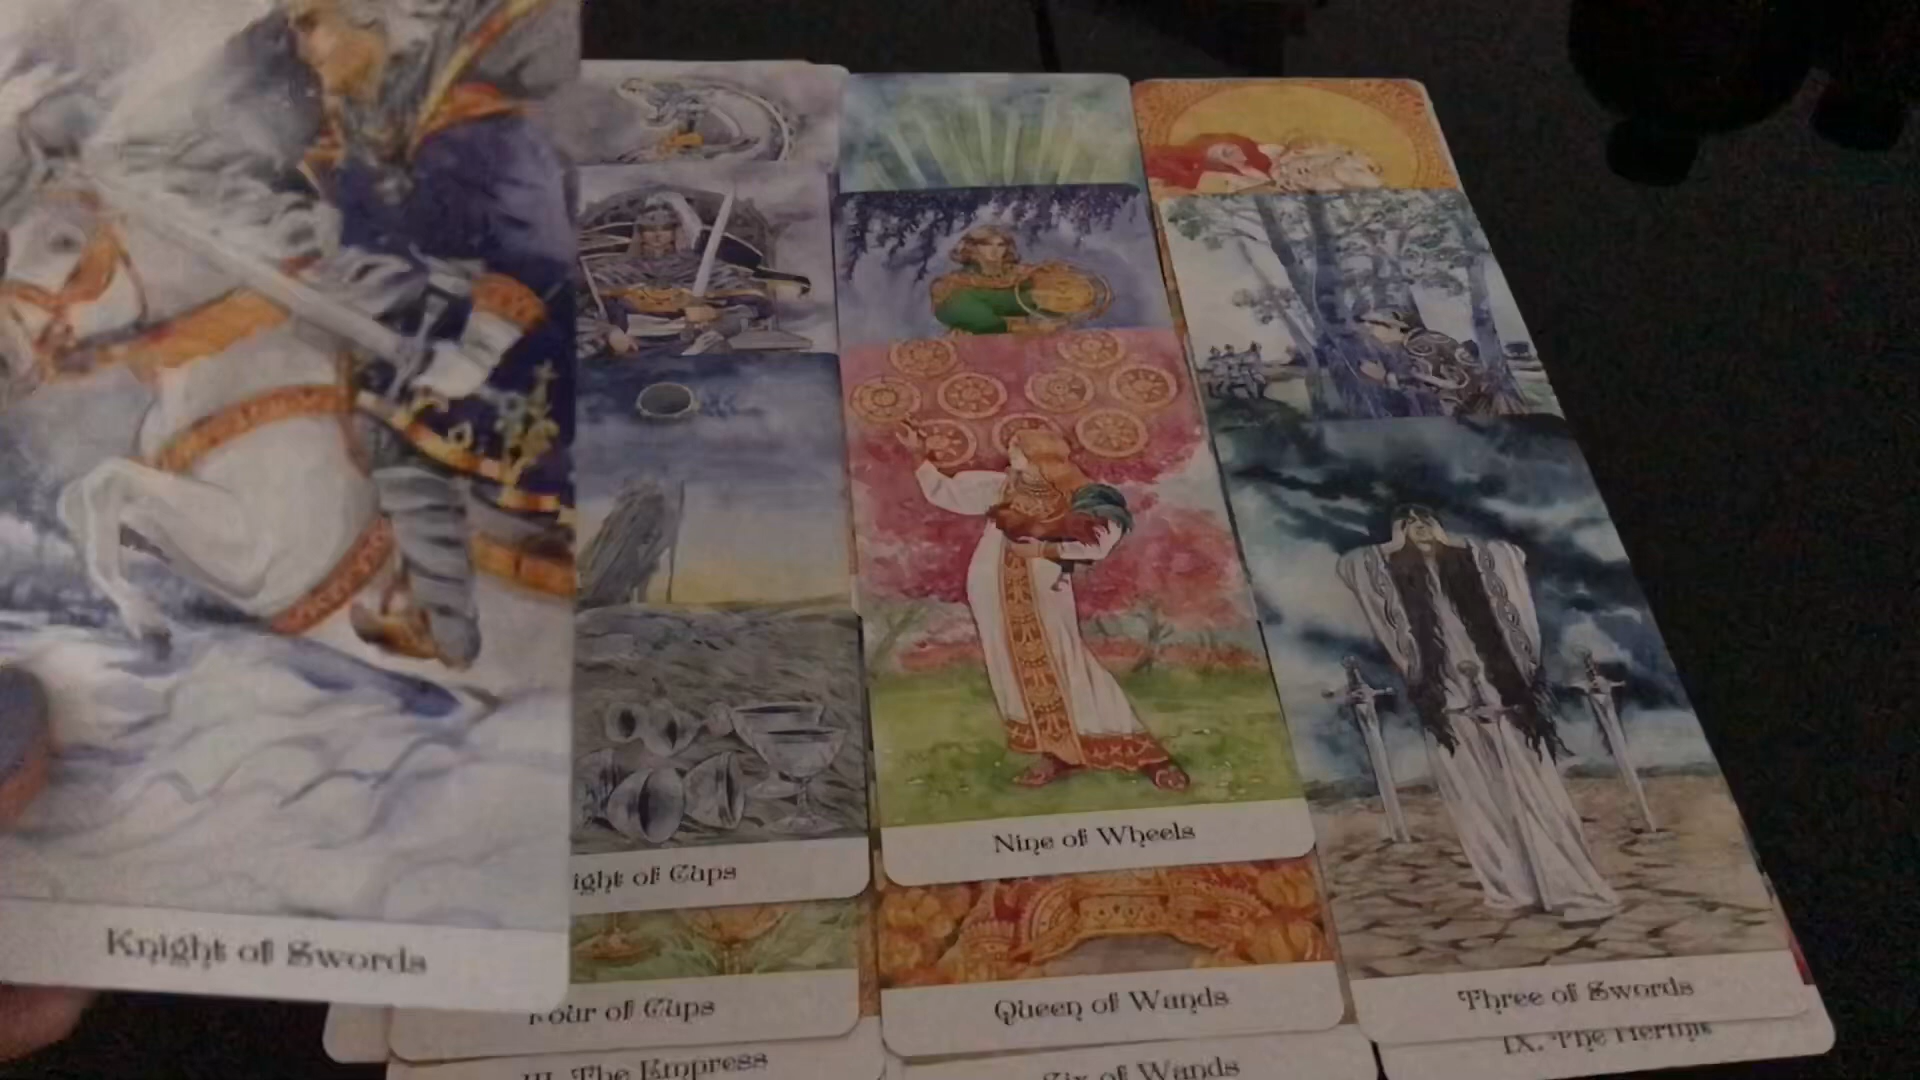 Knight of Swords
ight of Cups
Nine of Wheels
our of Cups
Queen of Wands
Three of Swords
III. The Empress
Six of Wands
IX. The Hermit